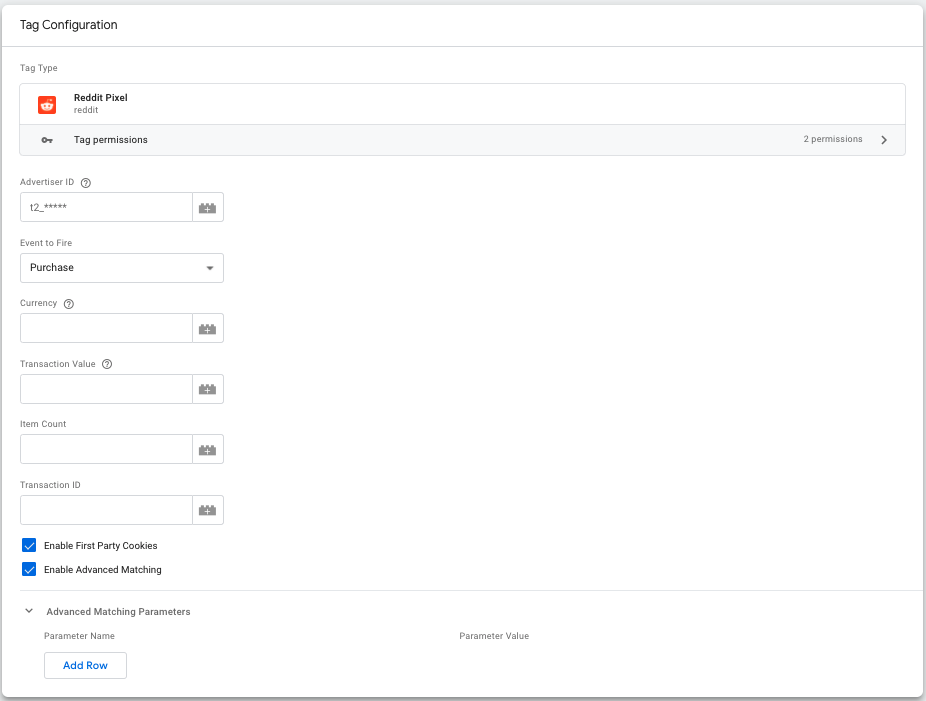 Tag Configuration
Tag Type
Reddit Pixel
reddit
Tag permissions 2 permissions
Advertiser ID
t2_*****
Event to Fire
Purchase
Currency
Transaction Value
Item Count
Transaction ID
Enable First Party Cookies
Enable Advanced Matching
Advanced Matching Parameters
Parameter Name Parameter Value
Add Row